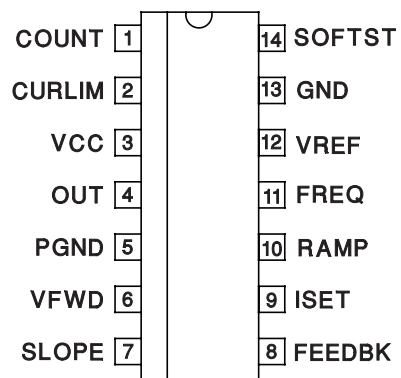 COUNT 1 14 SOFTST
CURLIM 2 13 GND
VCC 3 12 VREF
OUT 4 11 FREQ
PGND 5 10 RAMP
VFWD 6 9 ISET
SLOPE 7 8 FEEDBK